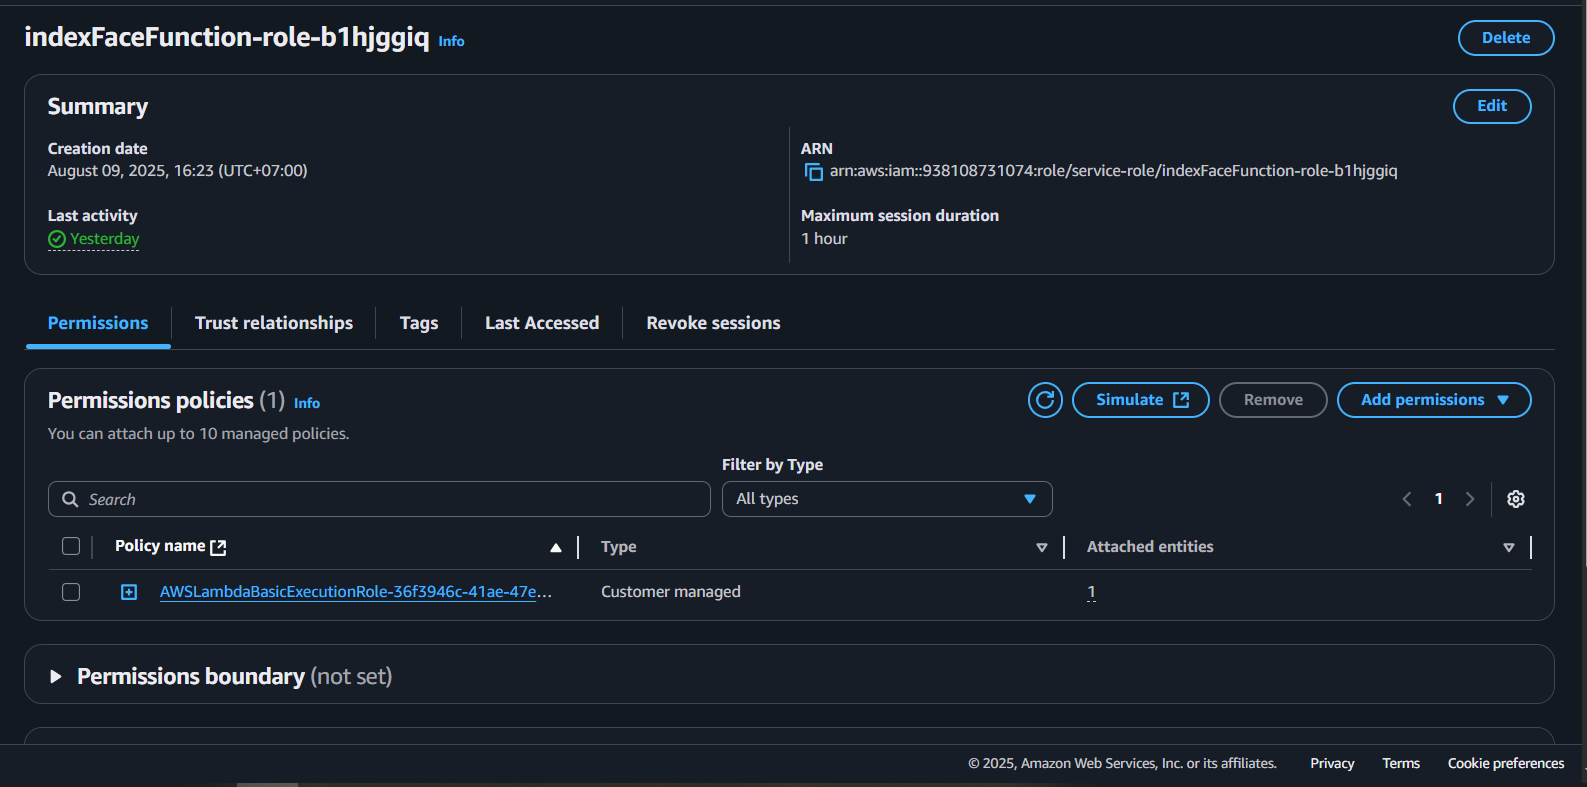 indexFaceFunction-role-b1hjggiq Info
Delete
Summary
Edit
Creation date
August 09, 2025, 16:23 (UTC+07:00)
ARN
arn:aws:iam::938108731074:role/service-role/indexFaceFunction-role-b1hjggiq
Last activity
Yesterday
Maximum session duration
1 hour
Permissions
Trust relationships
Tags
Last Accessed
Revoke sessions
Permissions policies (1) Info
You can attach up to 10 managed policies.
Simulate
Remove
Add permissions
Filter by Type
Search
All types
1
Policy name
Type
Attached entities
AWSLambdaBasicExecutionRole-36f3946c-41ae-47e...
Customer managed
1
Permissions boundary (not set)
© 2025, Amazon Web Services, Inc. or its affiliates.
Privacy
Terms
Cookie preferences